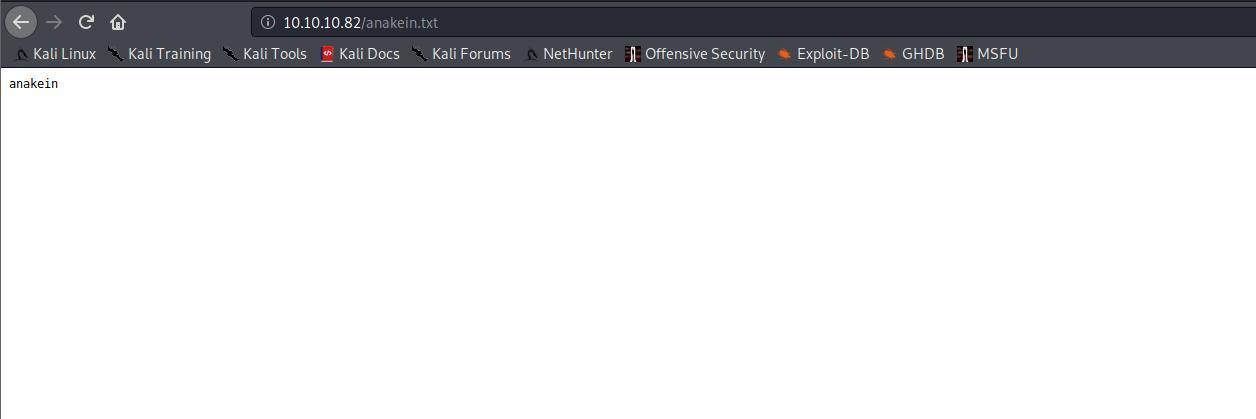 10.10.10.82/anakein.txt
Kali Linux Kali Training Kali Tools Kali Docs Kali Forums NetHunter Offensive Security Exploit-DB GHDB MSFU
anakein